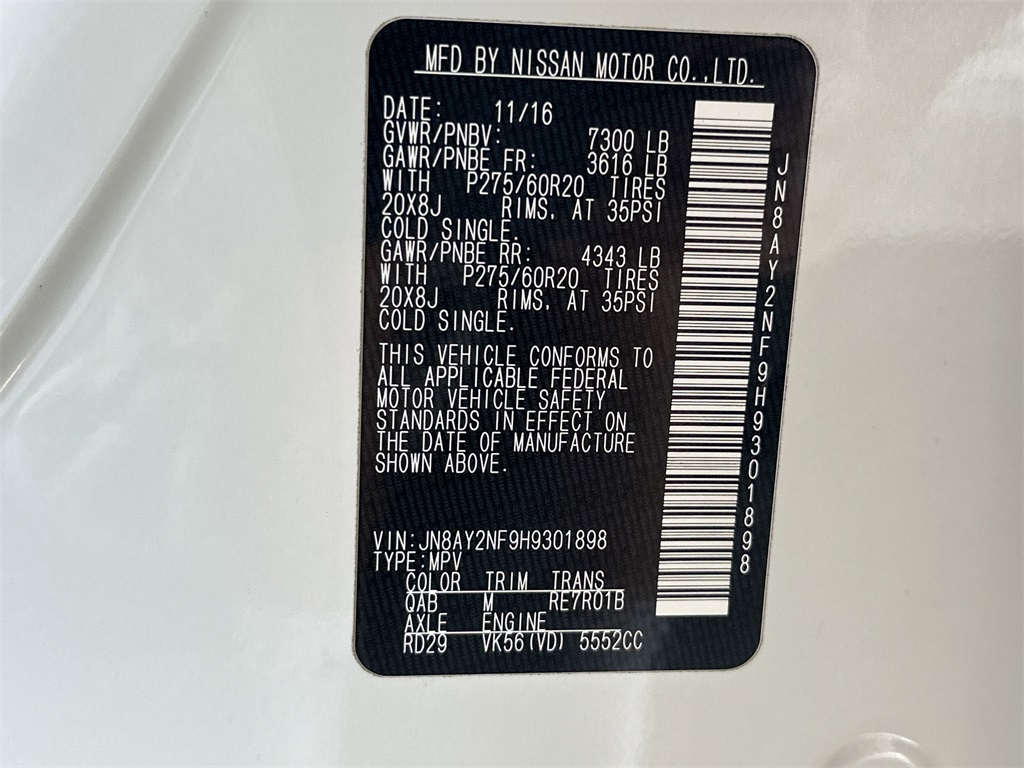 MFD BY NISSAN MOTOR CO.,LTD.
DATE: 11/16
GVWR/PNBV: 7300 LB
GAWR/PNBE FR: 3616 LB
WITH P275/60R20 TIRES
20X8J RIMS, AT 35PSI
COLD SINGLE.
GAWR/PNBE RR: 4343 LB
WITH P275/60R20 TIRES
20X8J RIMS, AT 35PSI
COLD SINGLE.
THIS VEHICLE CONFORMS TO
ALL APPLICABLE FEDERAL
MOTOR VEHICLE SAFETY
STANDARDS IN EFFECT ON
THE DATE OF MANUFACTURE
SHOWN ABOVE.
VIN:JN8AY2NF9H9301898
TYPE:MPV
COLOR TRIM TRANS
QAB M RE7R01B
AXLE ENGINE
RD29 VK56(VD) 5552CC
JN8AY2NF9H9301898